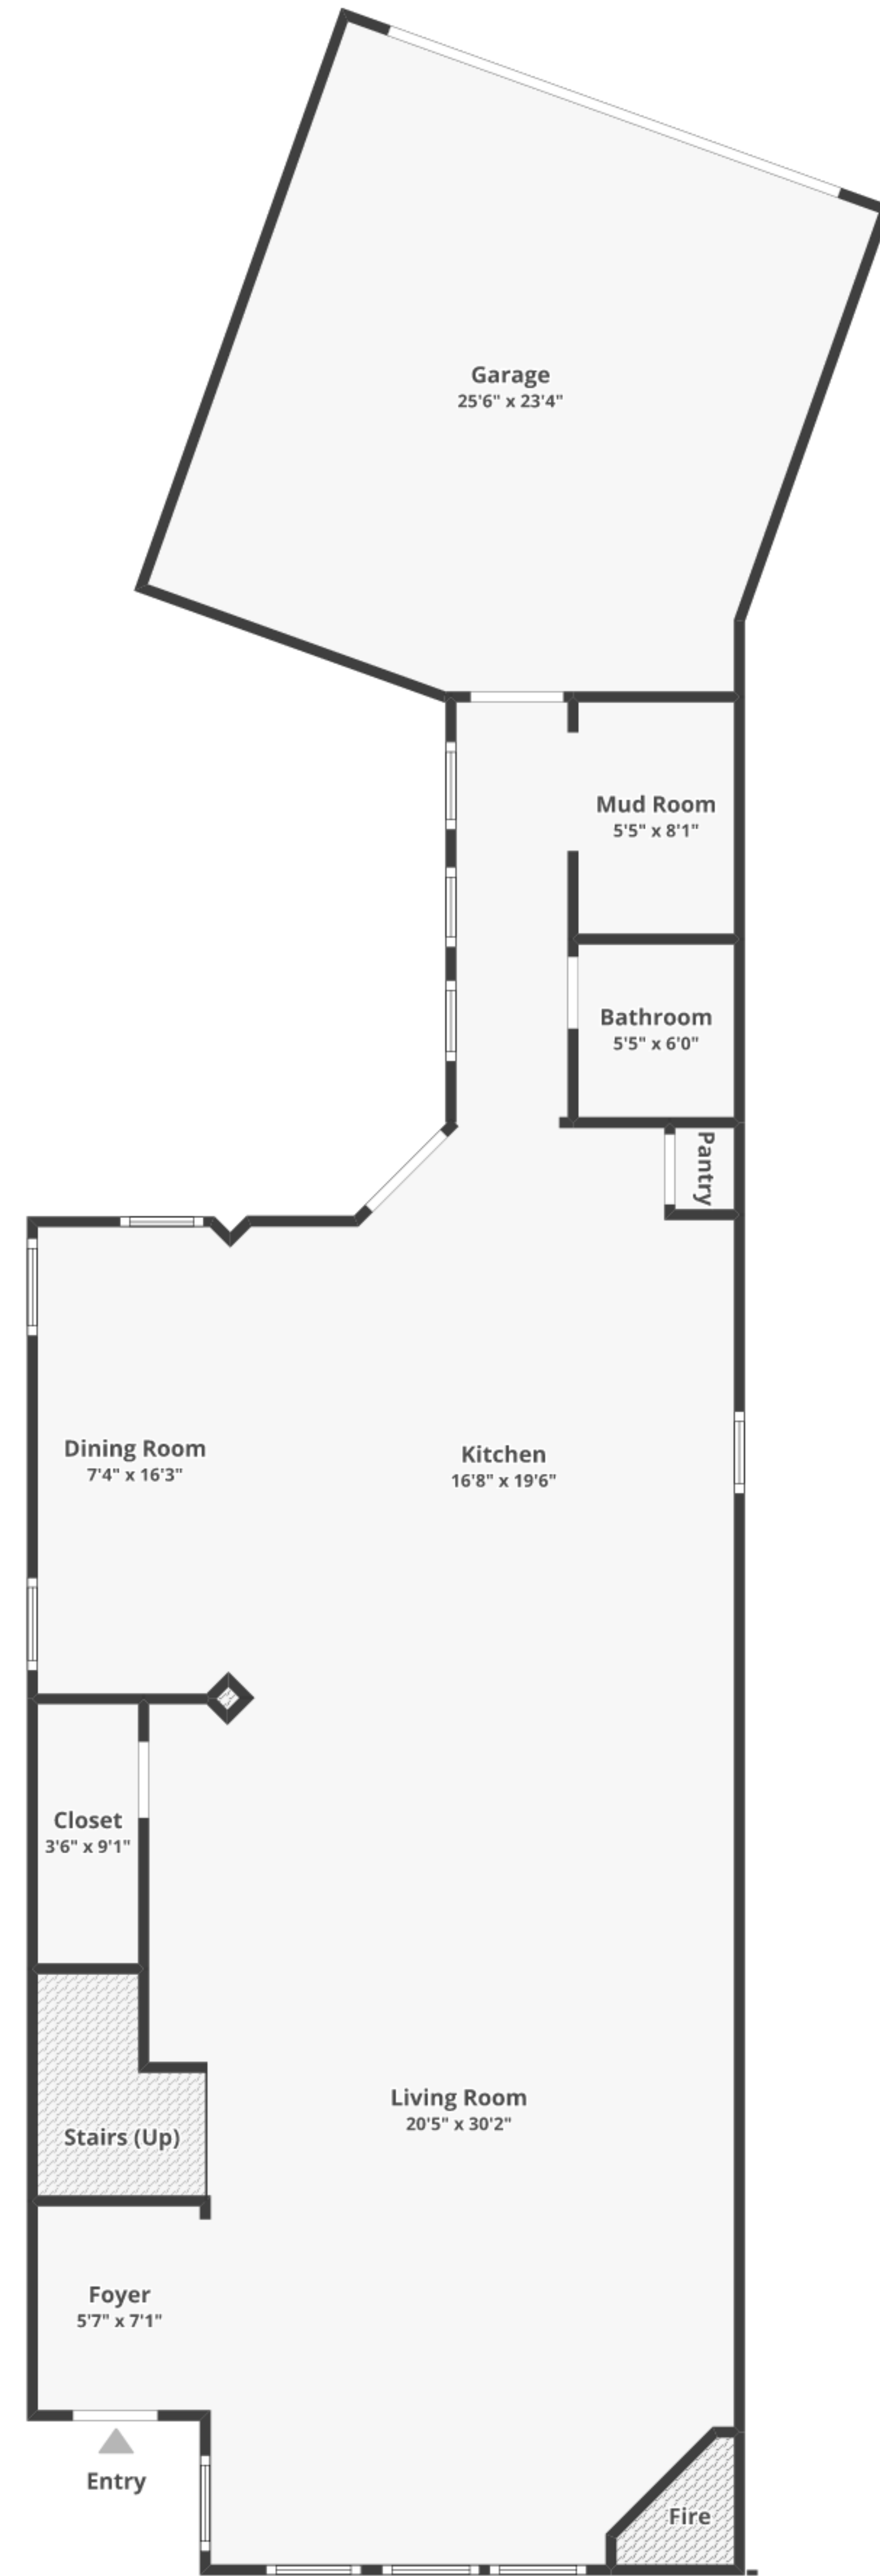 Garage
25'6" x 23'4"
Mud Room
5'5" x 8'1"
Bathroom
5'5" x 6'0"
Pantry
Dining Room
7'4" x 16'3"
Kitchen
16'8" x 19'6"
Closet
3'6" x 9'1"
Living Room
20'5" x 30'2"
Stairs (Up)
Foyer
5'7" x 7'1"
Entry
Fire